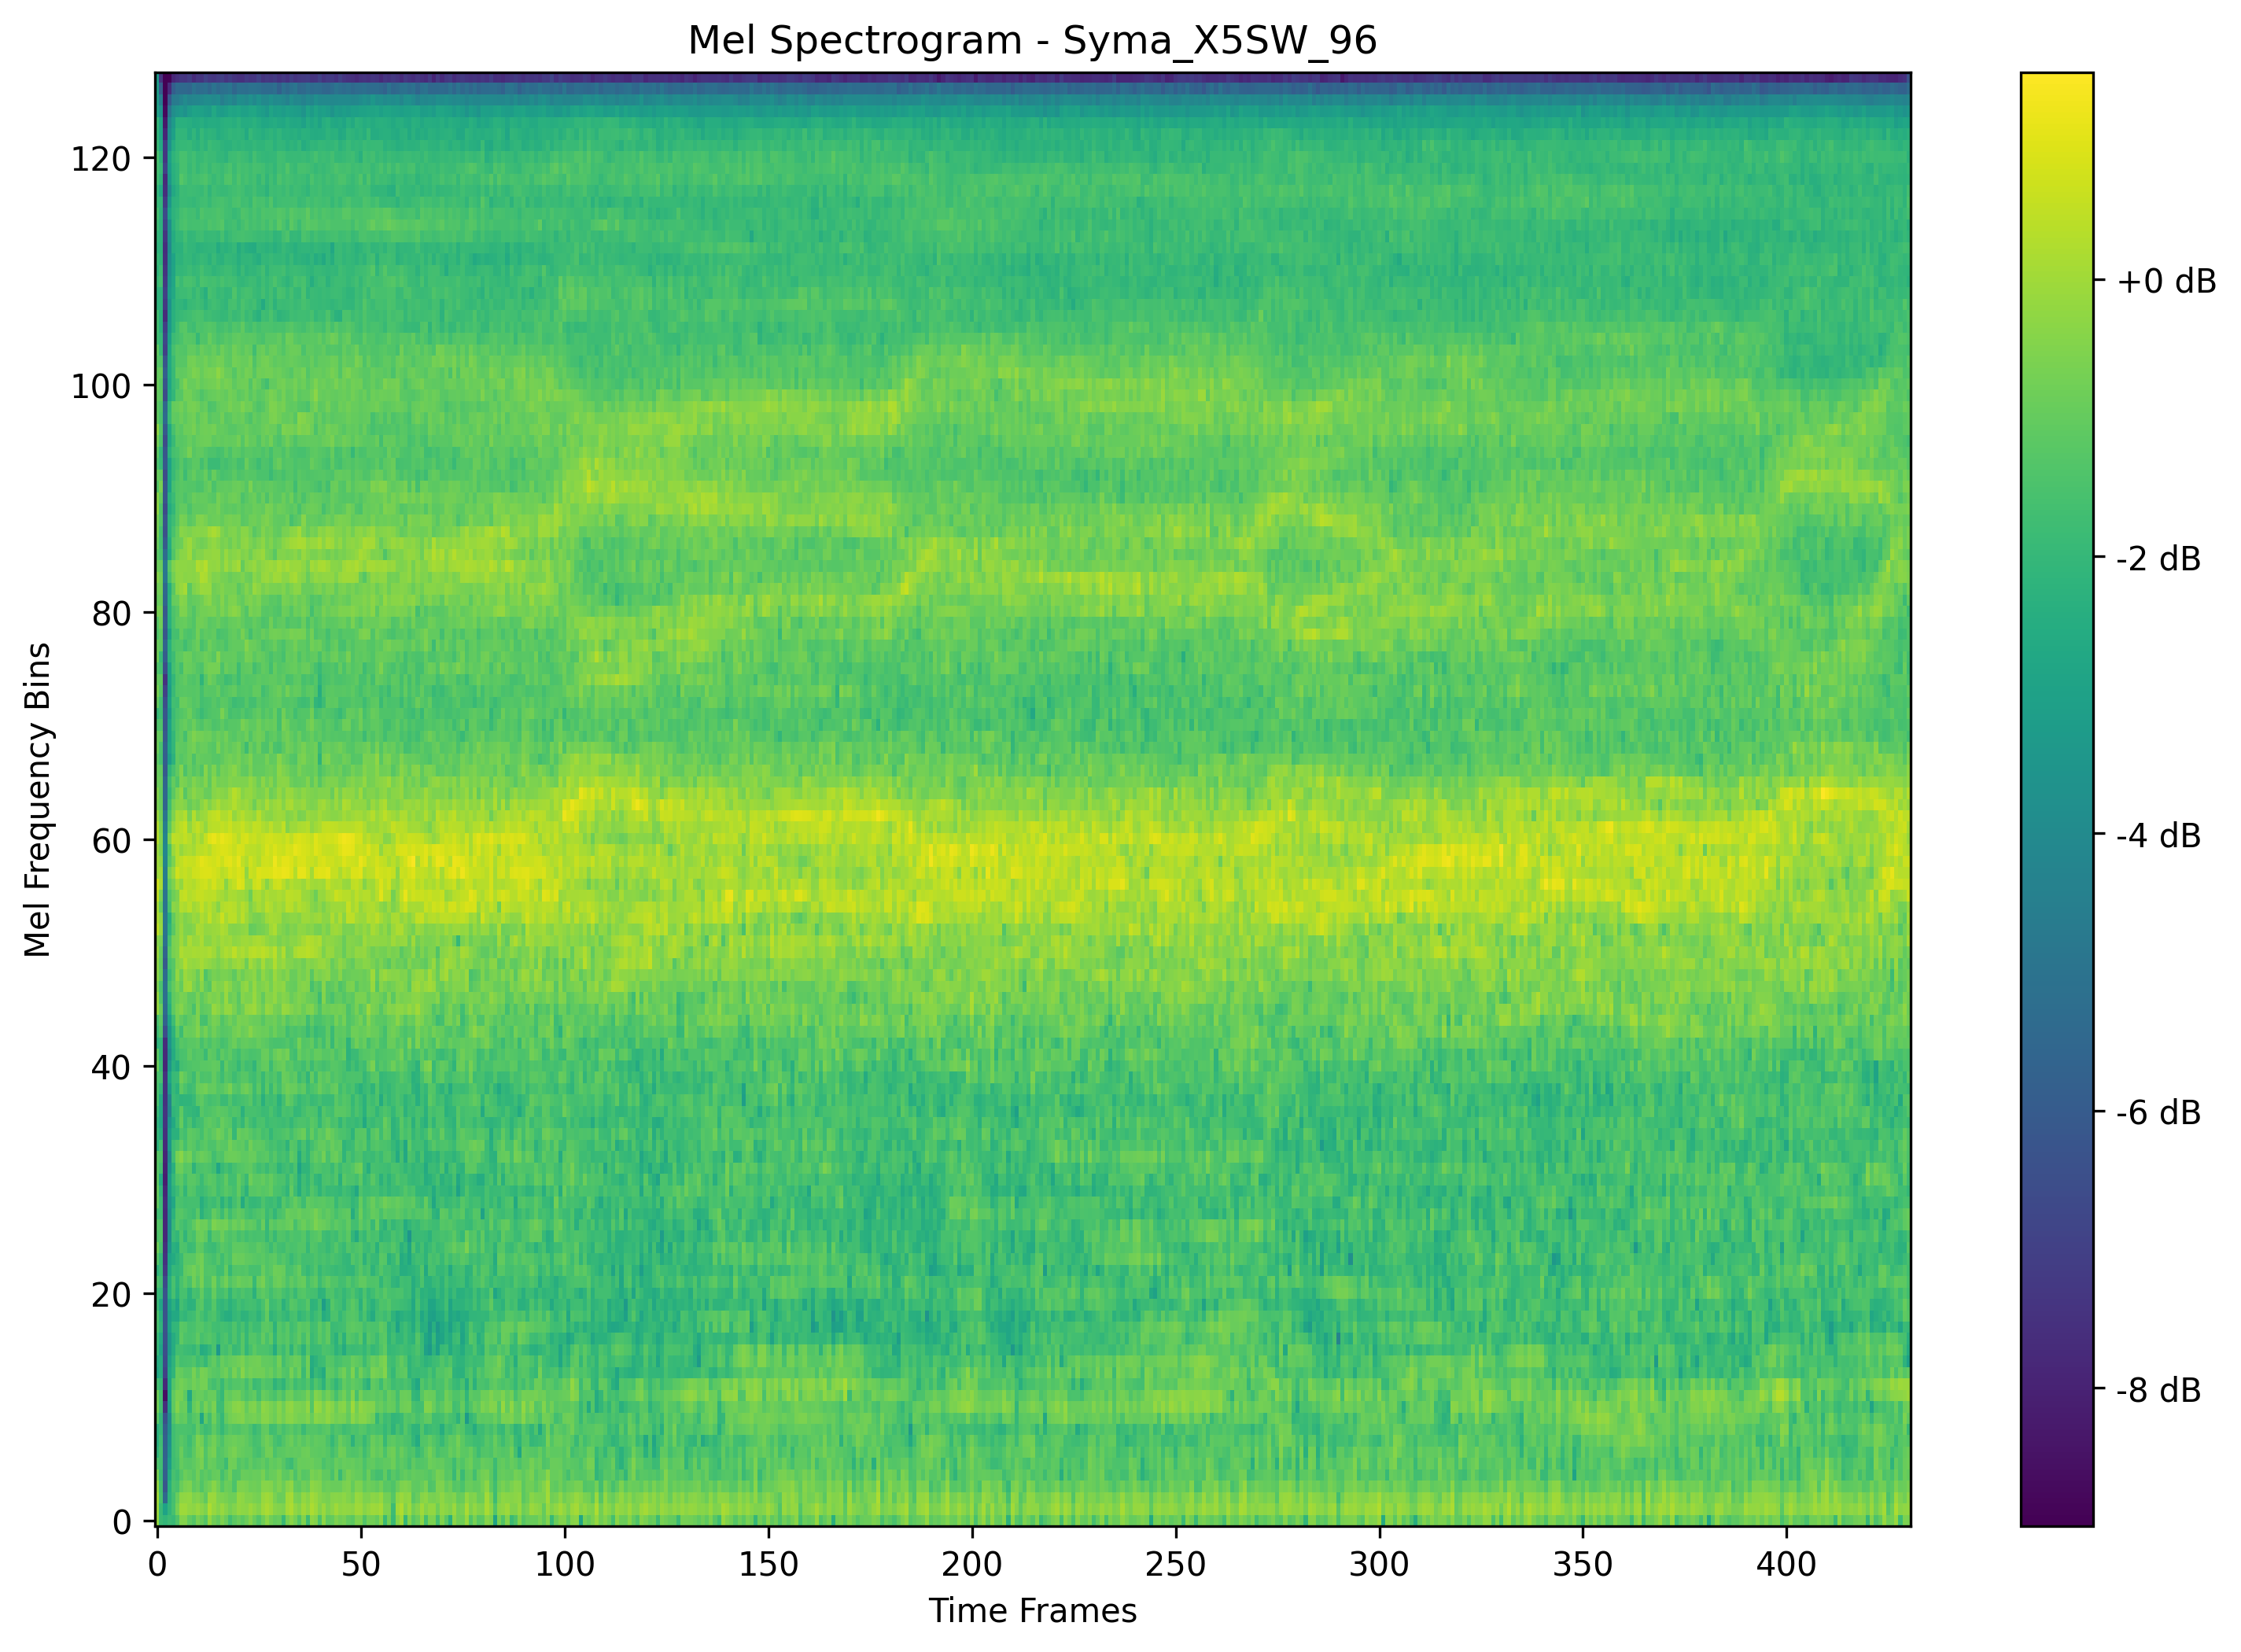 Mel Spectrogram - Syma_X5SW_96
Mel Frequency Bins
120
100
80
60
40
20
0
0 50 100 150 200 250 300 350 400
Time Frames
+0 dB
-2 dB
-4 dB
-6 dB
-8 dB